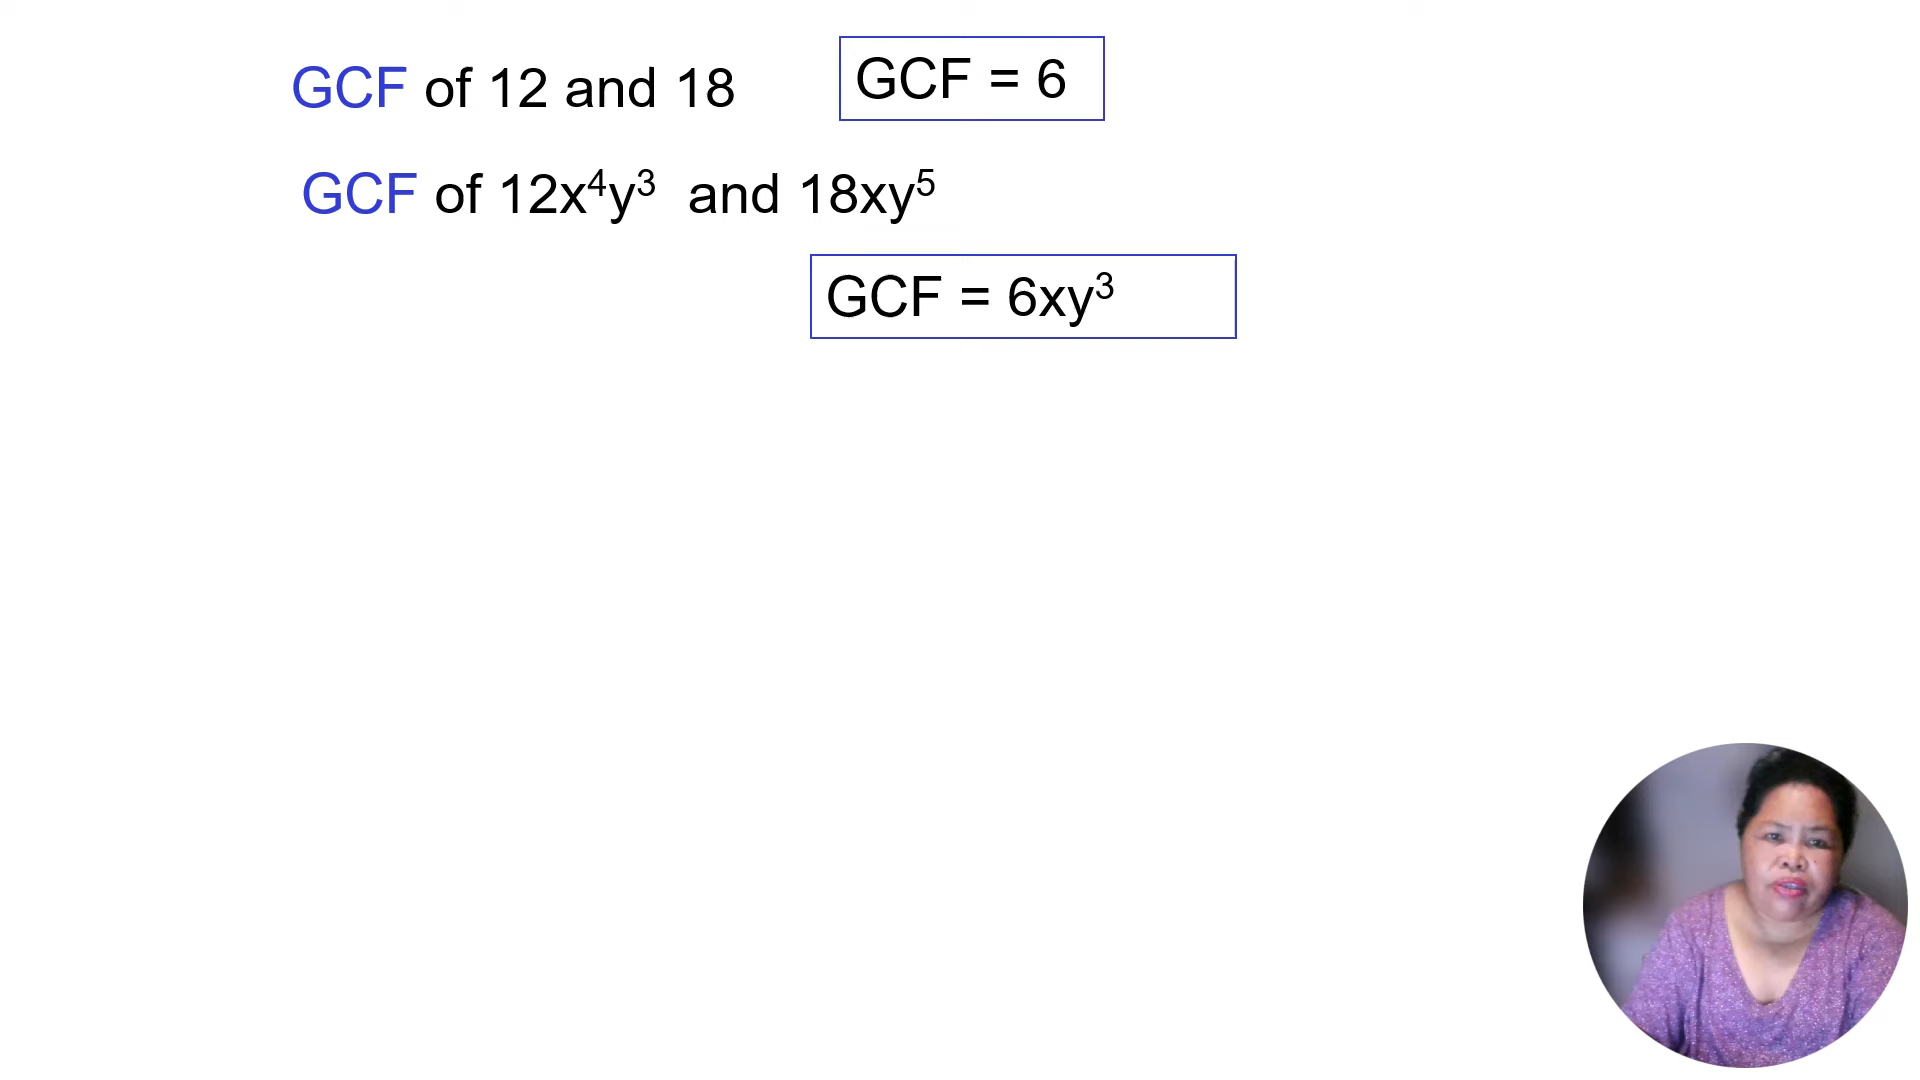 GCF of 12 and 18
GCF = 6
GCF of 12x⁴y³ and 18xy⁵
GCF = 6xy³